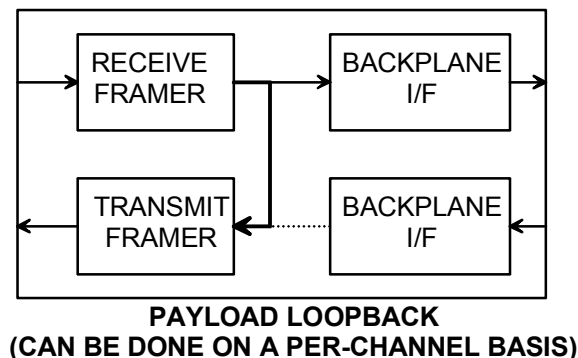 RECEIVE
FRAMER
BACKPLANE
I/F
TRANSMIT
FRAMER
BACKPLANE
I/F
PAYLOAD LOOPBACK
(CAN BE DONE ON A PER-CHANNEL BASIS)